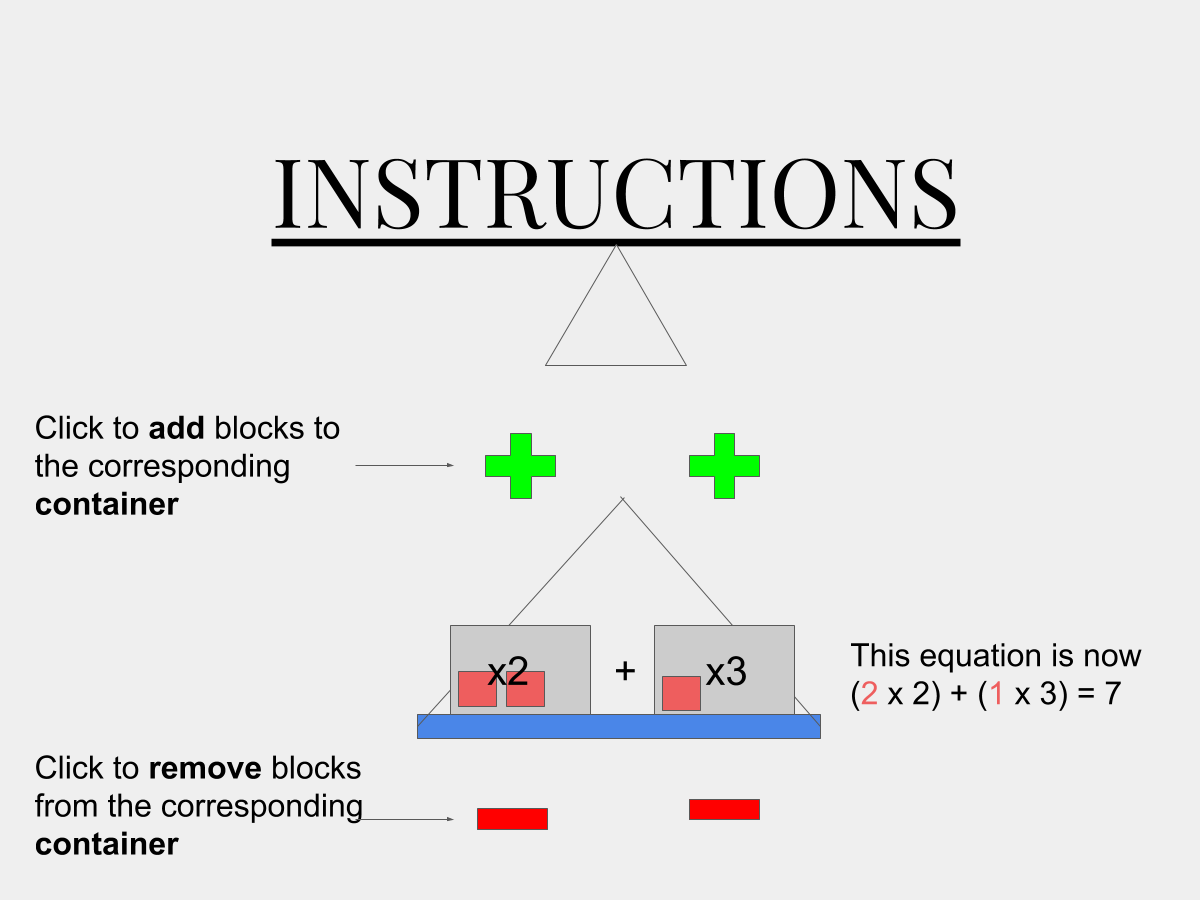 INSTRUCTIONS
Click to add blocks to
the corresponding
container
x2 + x3
This equation is now
(2 x 2) + (1 x 3) = 7
Click to remove blocks
from the corresponding
container